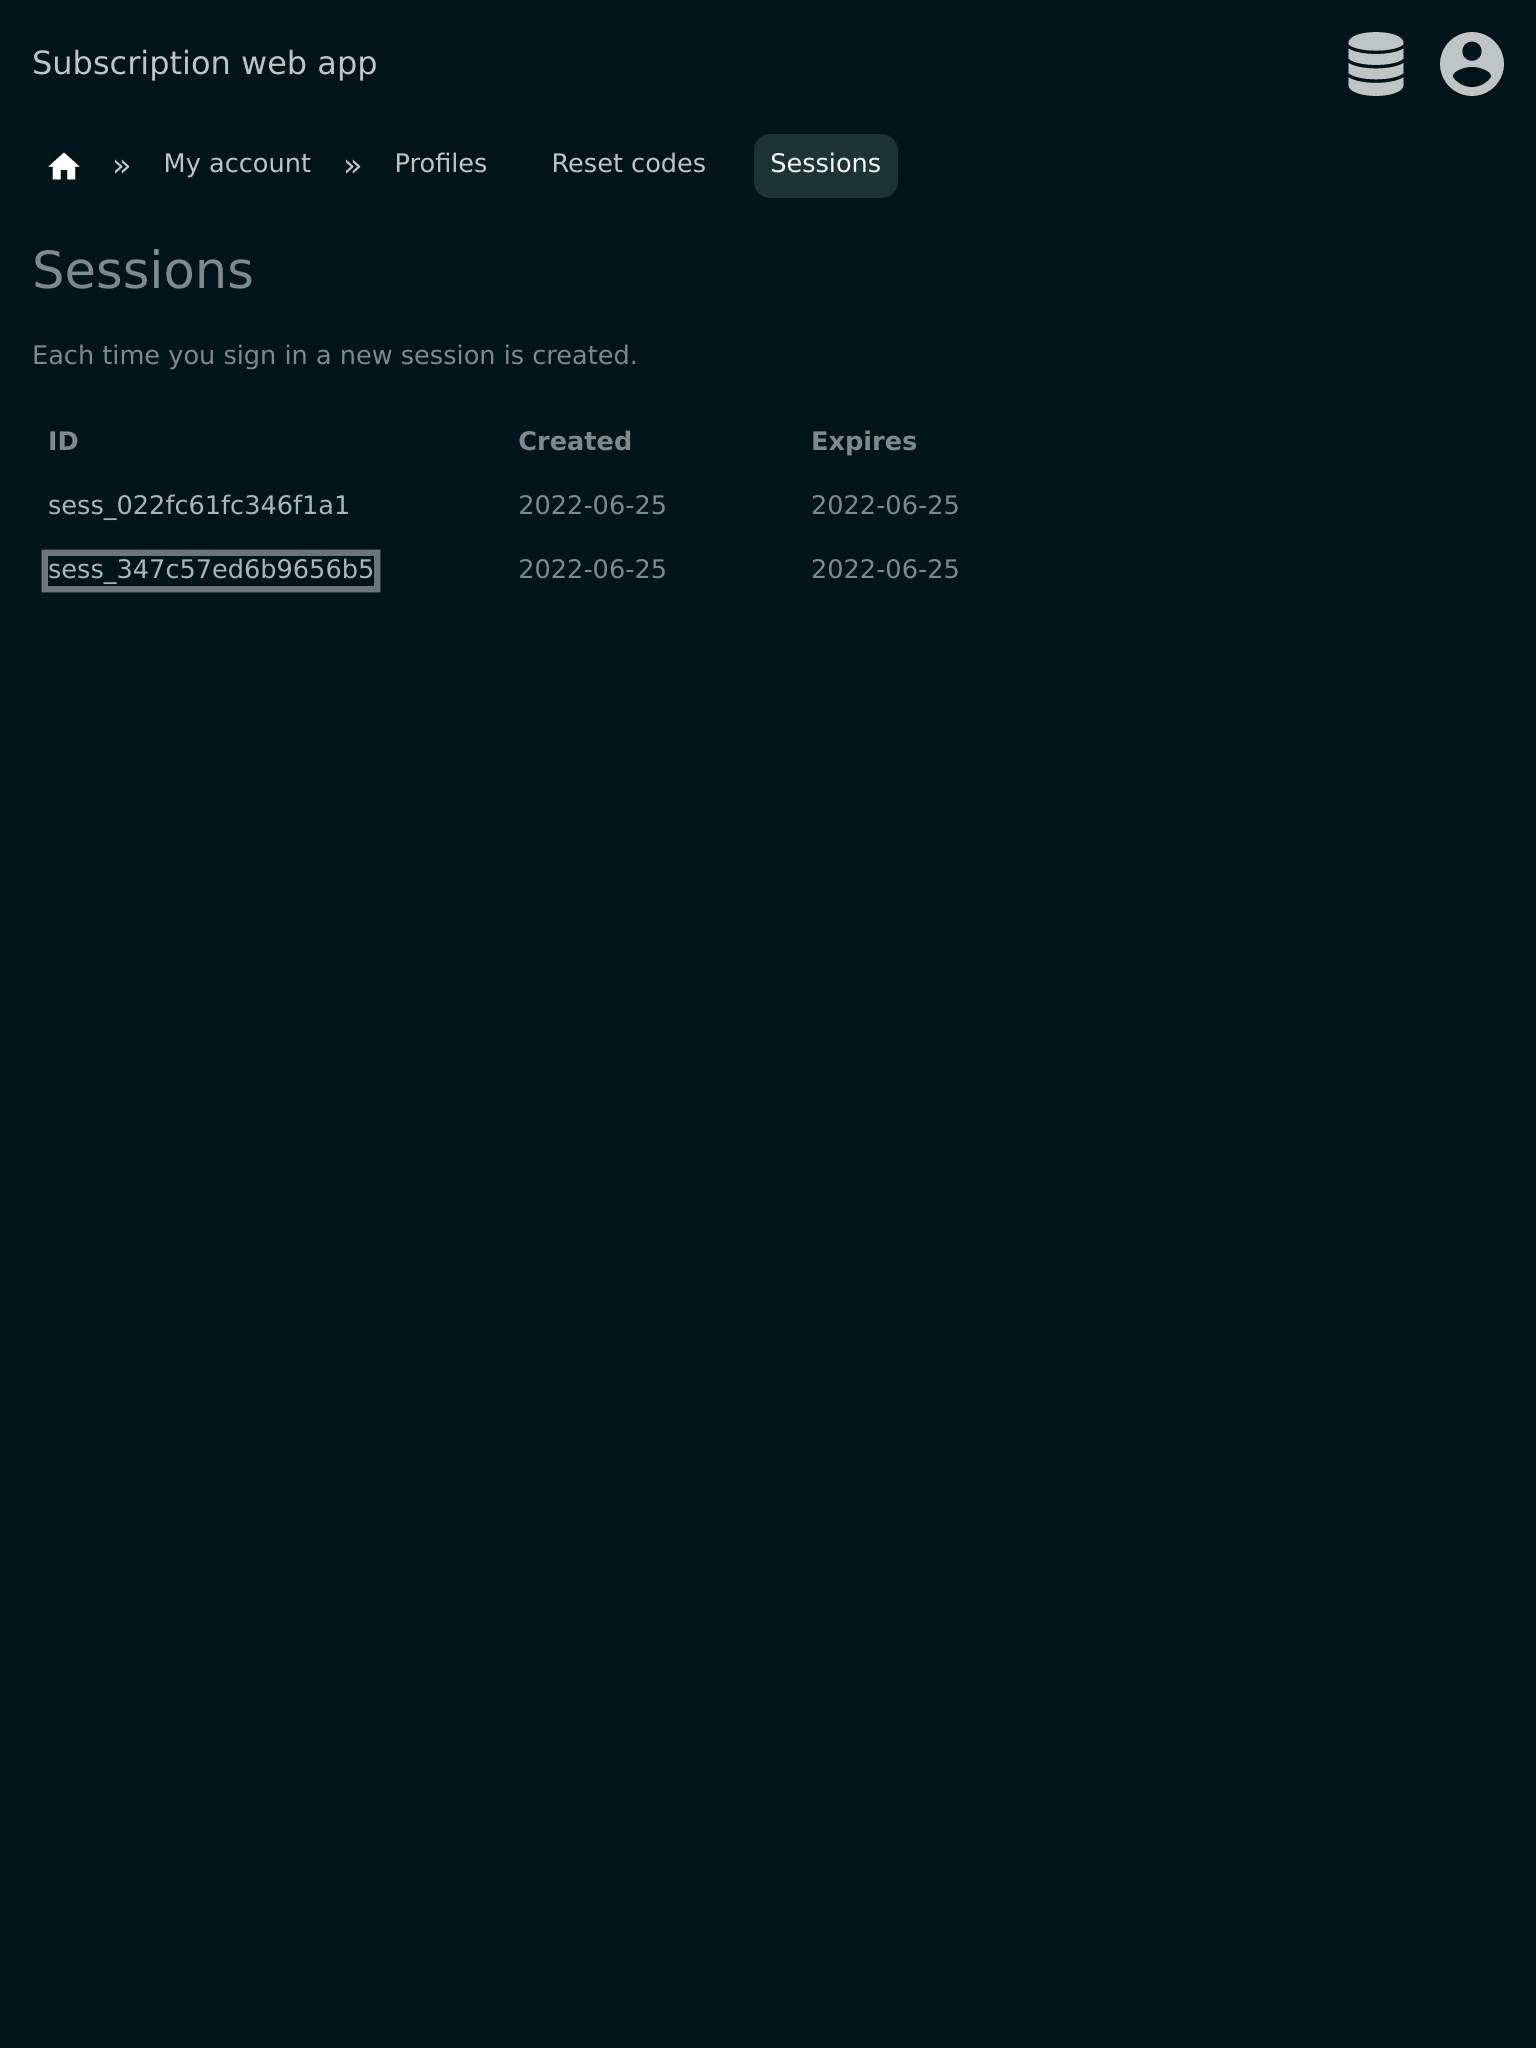 Subscription web app
» My account » Profiles Reset codes Sessions
Sessions
Each time you sign in a new session is created.
ID Created Expires
sess_022fc61fc346f1a1 2022-06-25 2022-06-25
sess_347c57ed6b9656b5 2022-06-25 2022-06-25